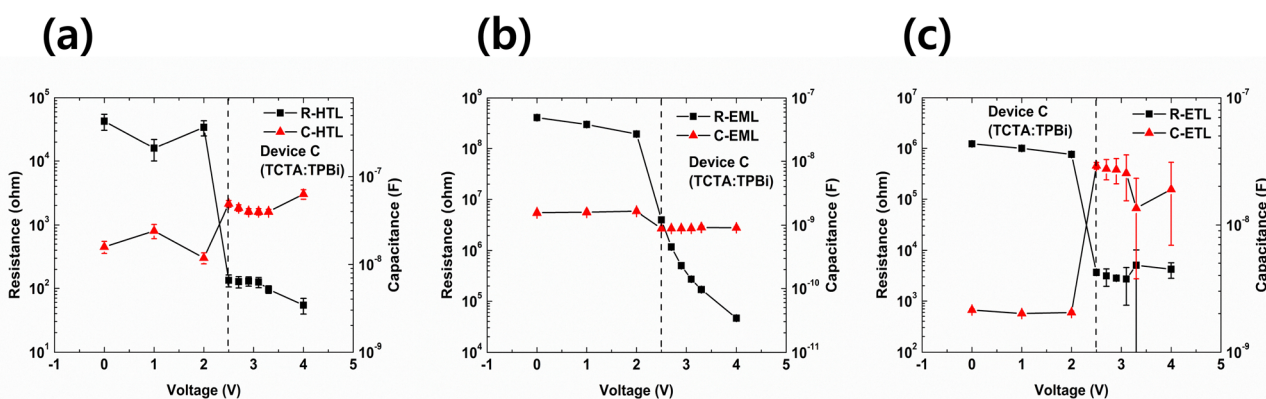 (a)
(b)
(c)
10^5
10^4
10^3
10^2
10^1
Resistance (ohm)
R-HTL
C-HTL
Device C
(TCTA:TPBi)
10^-7
10^-8
10^-9
Capacitance (F)
-1 0 1 2 3 4 5
Voltage (V)
10^9
10^8
10^7
10^6
10^5
10^4
Resistance (ohm)
R-EML
C-EML
Device C
(TCTA:TPBi)
10^-7
10^-8
10^-9
10^-10
10^-11
Capacitance (F)
-1 0 1 2 3 4 5
Voltage (V)
10^7
10^6
10^5
10^4
10^3
10^2
Resistance (ohm)
Device C
(TCTA:TPBi)
R-ETL
C-ETL
10^-7
10^-8
10^-9
Capacitance (F)
-1 0 1 2 3 4 5
Voltage (V)